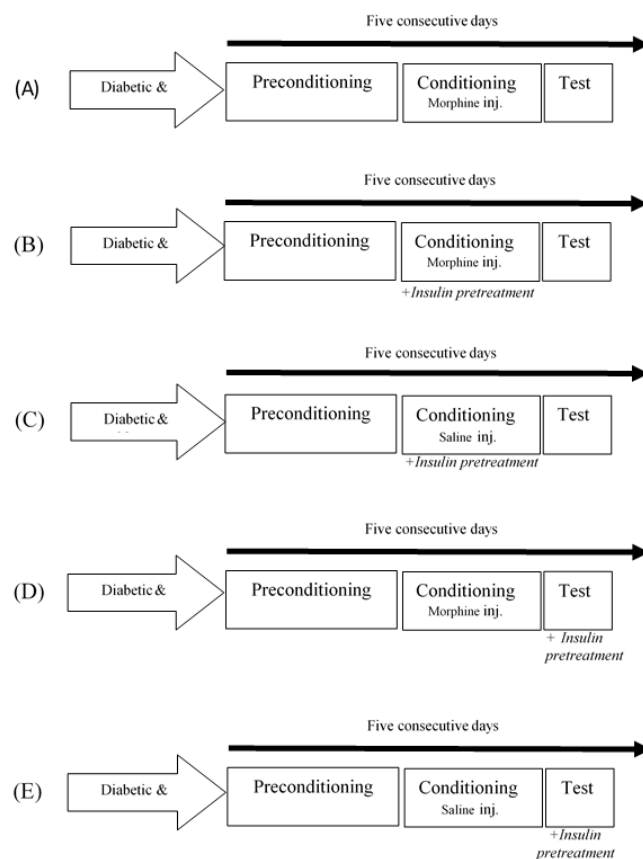 Five consecutive days
(A)
Diabetic &
Preconditioning
Conditioning
Morphine inj.
Test
Five consecutive days
(B)
Diabetic &
Preconditioning
Conditioning
Morphine inj.
Test
+Insulin pretreatment
Five consecutive days
(C)
Diabetic &
Preconditioning
Conditioning
Saline inj.
Test
+Insulin pretreatment
Five consecutive days
(D)
Diabetic &
Preconditioning
Conditioning
Morphine inj.
Test
+ Insulin
pretreatment
Five consecutive days
(E)
Diabetic &
Preconditioning
Conditioning
Saline inj.
Test
+Insulin
pretreatment